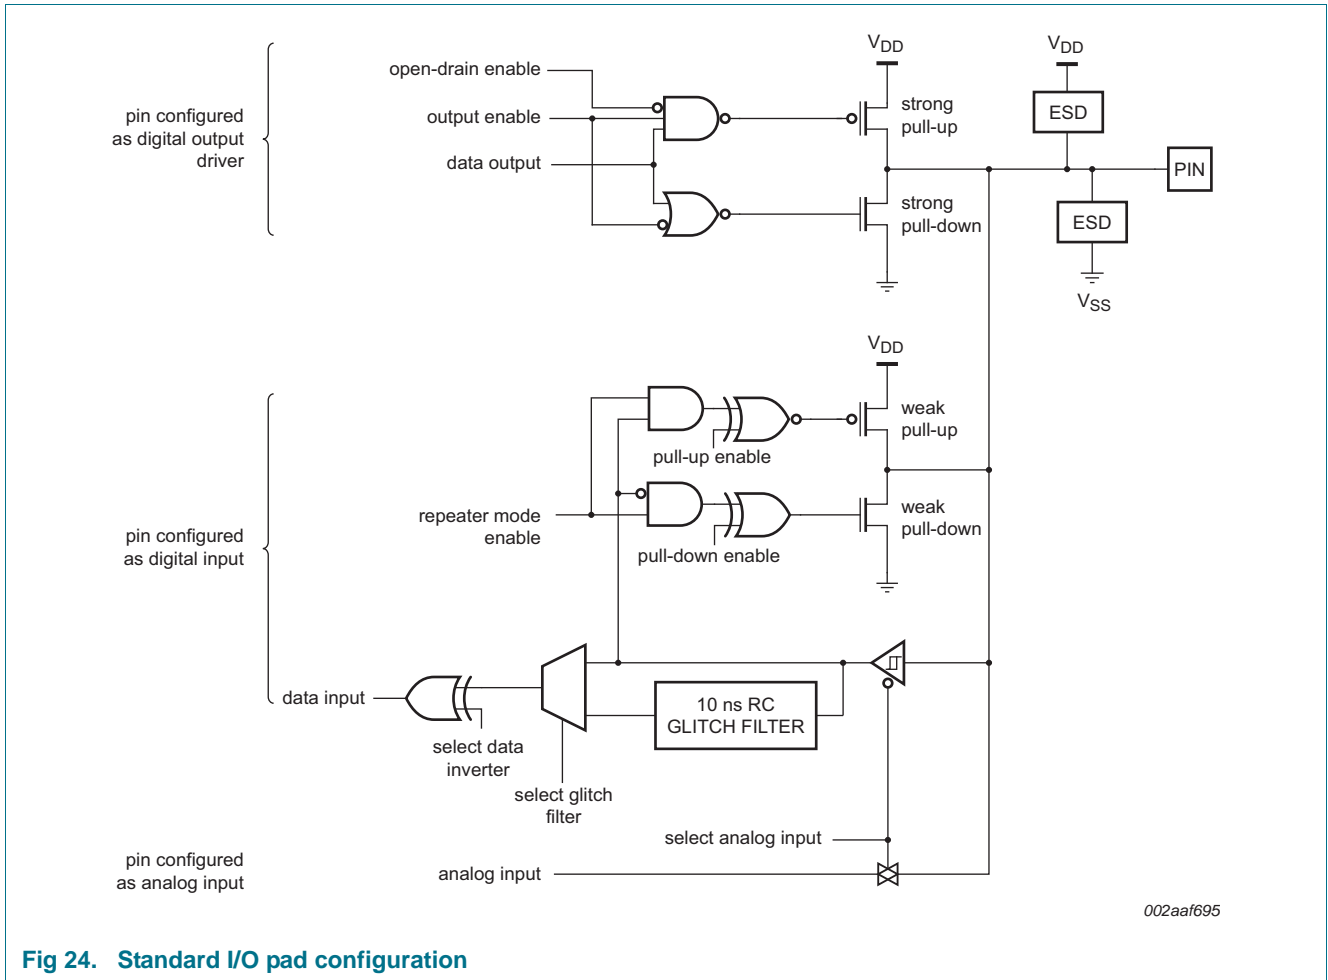 VDD
VDD
open-drain enable
strong
pull-up
ESD
pin configured
as digital output
driver
output enable
data output
PIN
strong
pull-down
ESD
VSS
VDD
weak
pull-up
pull-up enable
pin configured
as digital input
repeater mode
enable
weak
pull-down
pull-down enable
data input
10 ns RC
GLITCH FILTER
select data
inverter
select glitch
filter
select analog input
pin configured
as analog input
analog input
002aaf695
Fig 24. Standard I/O pad configuration